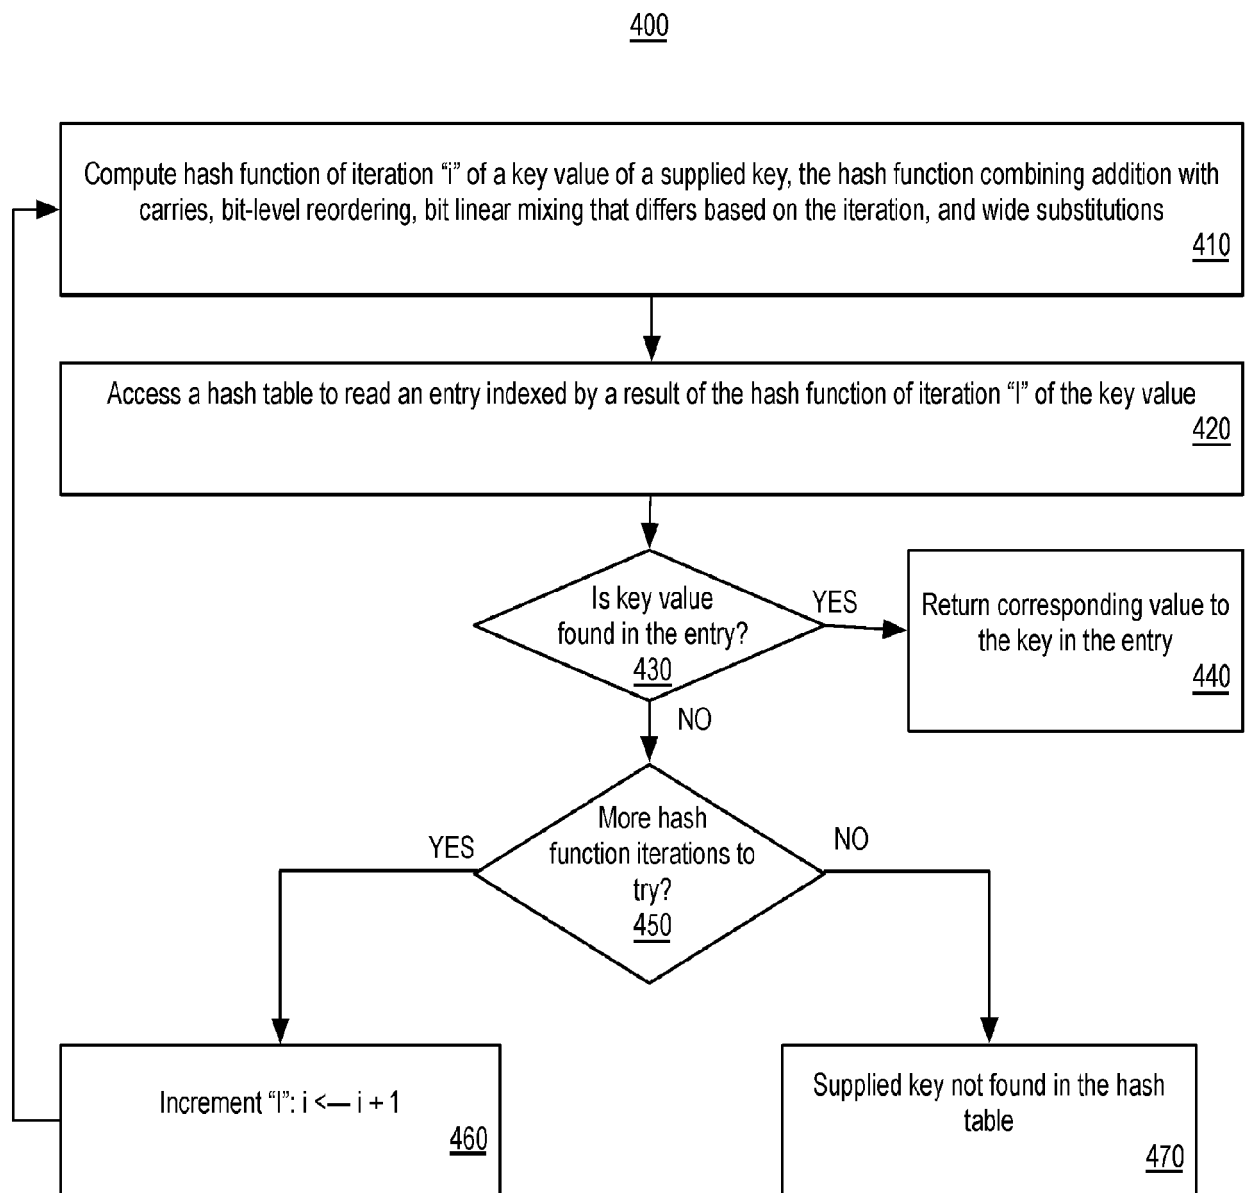 400
Compute hash function of iteration “i” of a key value of a supplied key, the hash function combining addition with
carries, bit-level reordering, bit linear mixing that differs based on the iteration, and wide substitutions
410
Access a hash table to read an entry indexed by a result of the hash function of iteration “I” of the key value
420
Is key value
found in the entry?
430
YES
Return corresponding value to
the key in the entry
440
NO
More hash
function iterations to
try?
450
YES
NO
Increment “I”: i <— i + 1
460
Supplied key not found in the hash
table
470